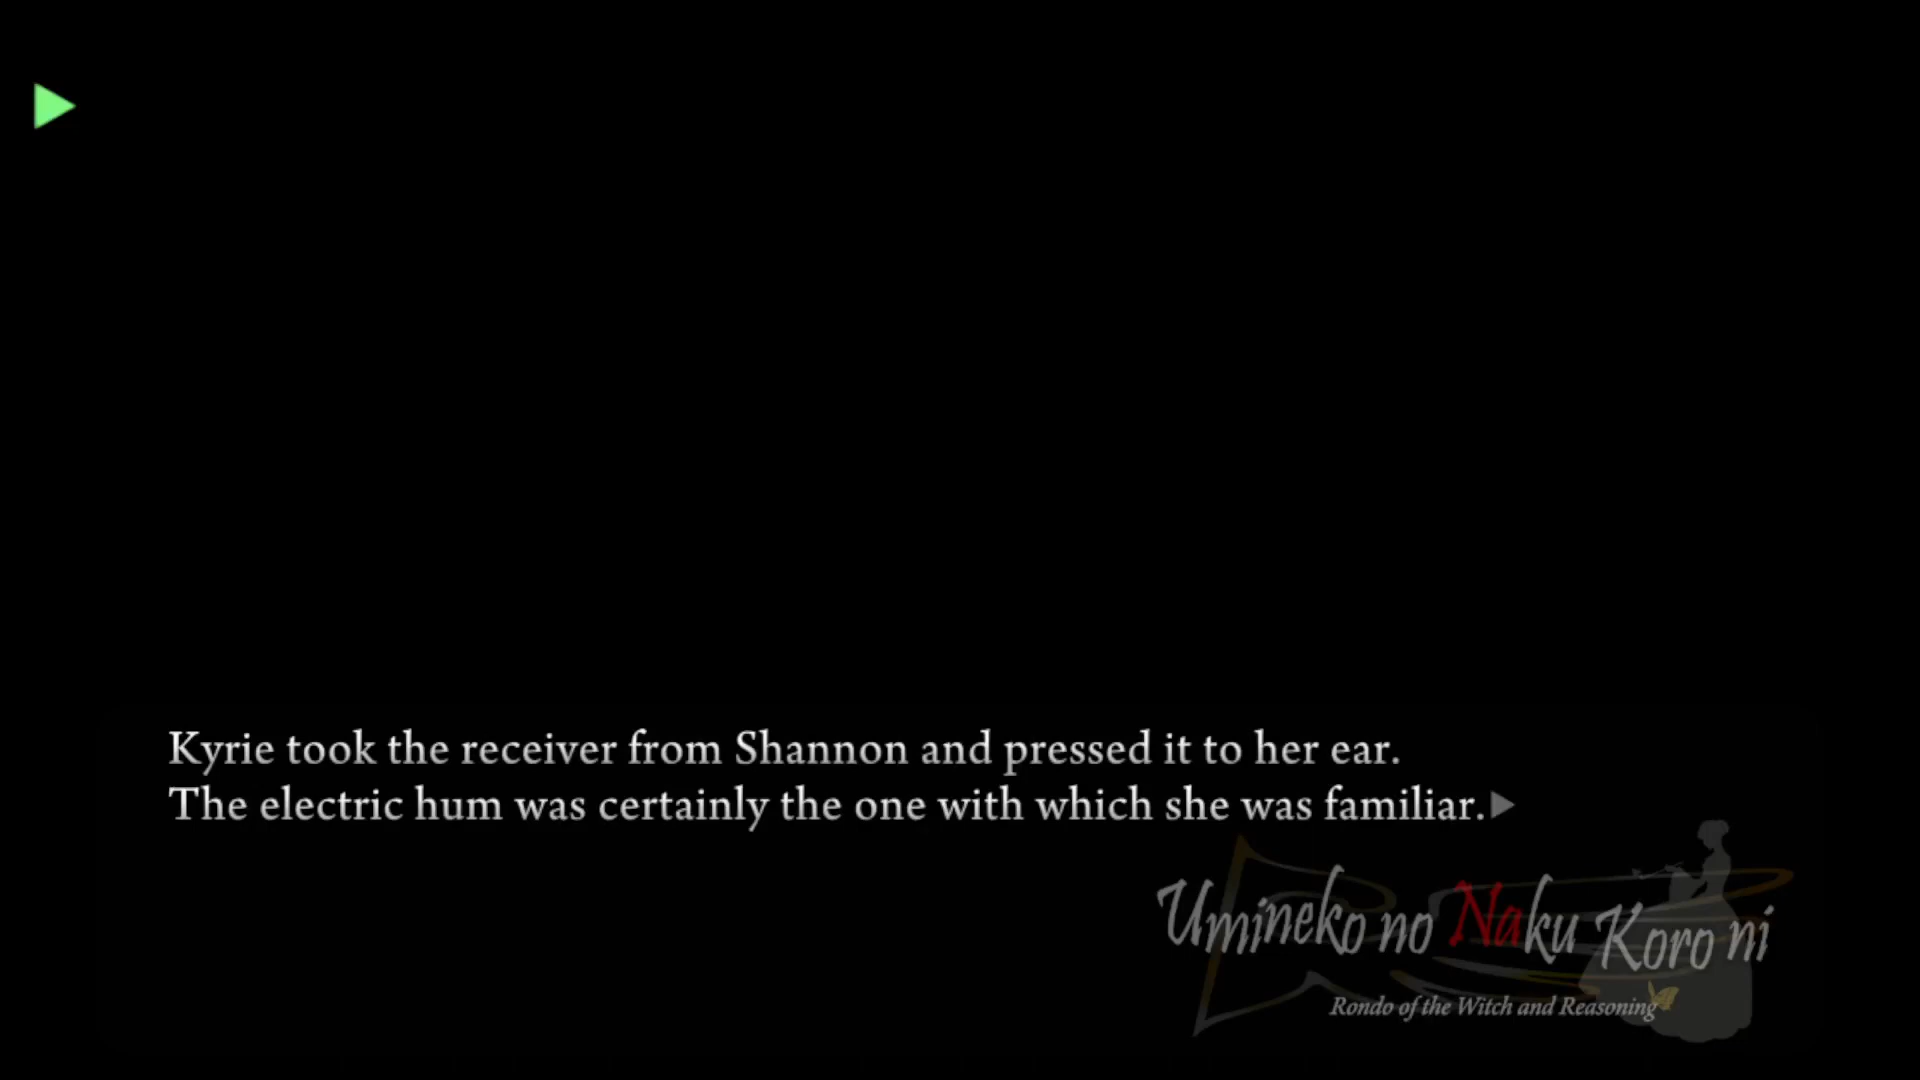 Kyrie took the receiver from Shannon and pressed it to her ear.
The electric hum was certainly the one with which she was familiar.
Umineko no Naku Koro ni
Rondo of the Witch and Reasoning